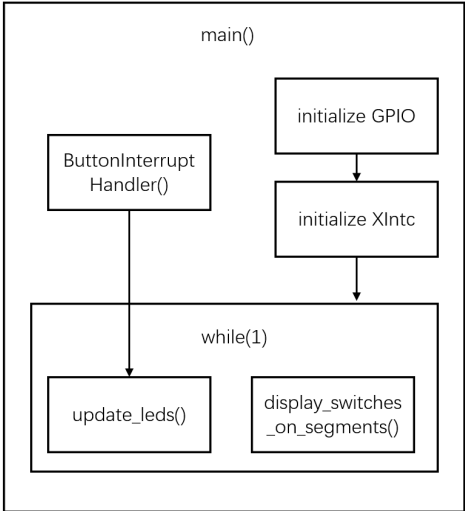 main()
initialize GPIO
ButtonInterrupt
Handler()
initialize XIntc
while(1)
update_leds()
display_switches
_on_segments()